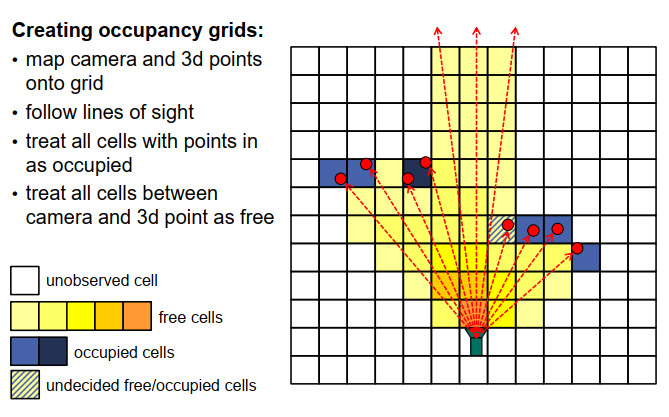 Creating occupancy grids:
• map camera and 3d points
onto grid
• follow lines of sight
• treat all cells with points in
as occupied
• treat all cells between
camera and 3d point as free
unobserved cell
free cells
occupied cells
undecided free/occupied cells